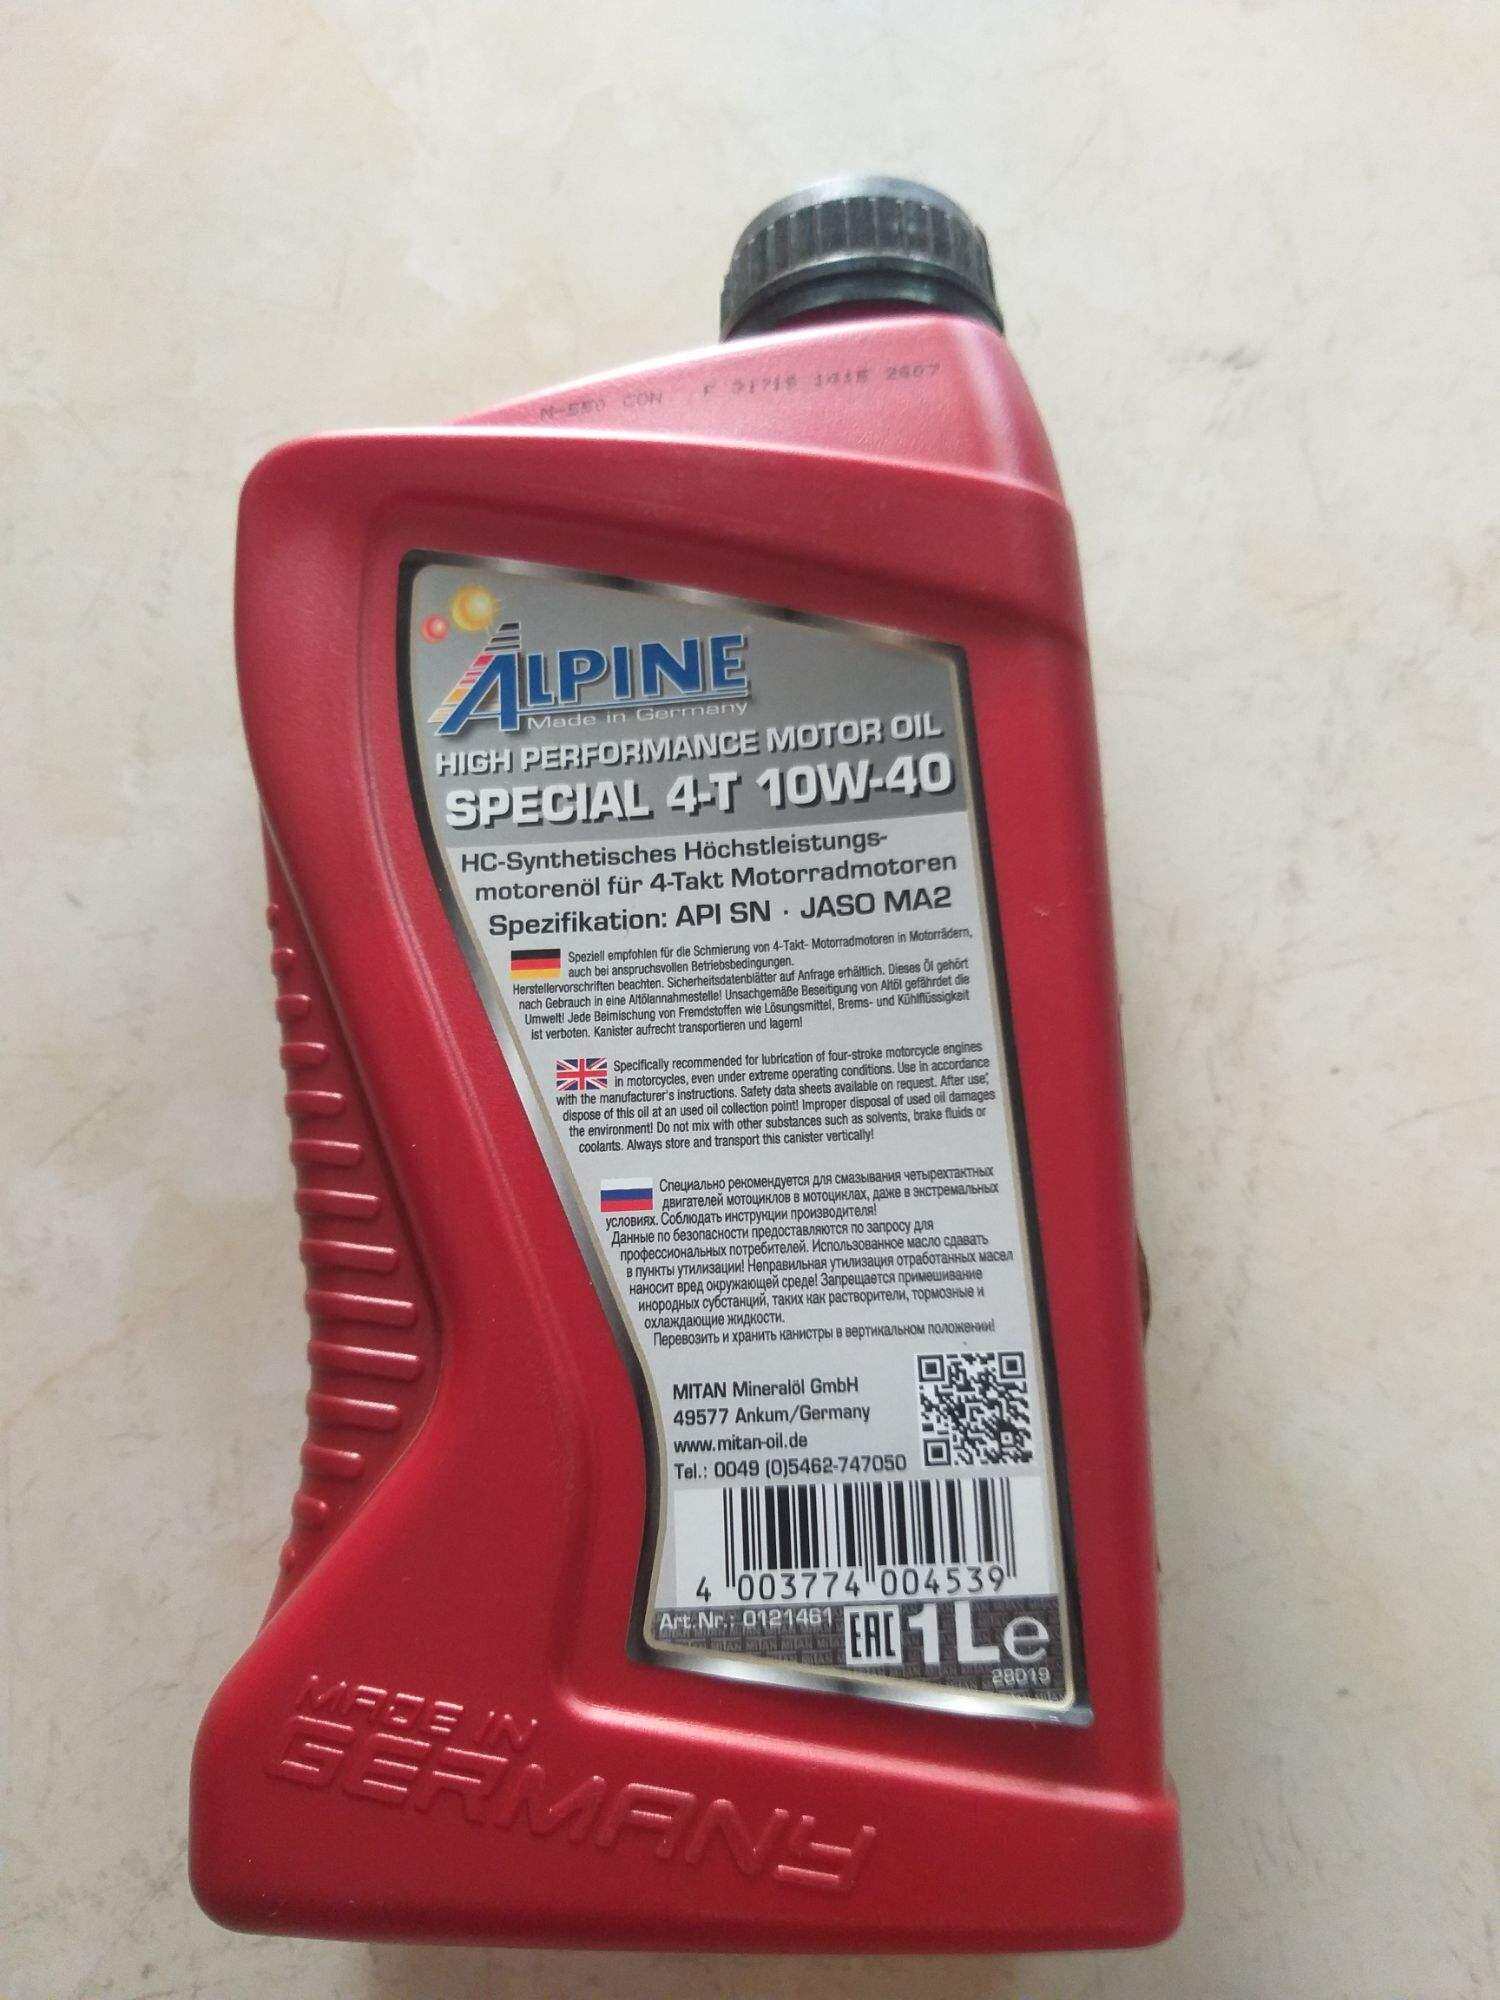 N-550 CON
ALPINE
Made in Germany
HIGH PERFORMANCE MOTOR OIL
SPECIAL 4-T 10W-40
HC-Synthetisches Höchstleistungs-
motorenöl für 4-Takt Motorradmotoren
Spezifikation: API SN · JASO MA2
Speziell empfohlen für die Schmierung von 4-Takt- Motorradmotoren in Motorrädern,
auch bei anspruchsvollen Betriebsbedingungen.
Herstellervorschriften beachten. Sicherheitsdatenblätter auf Anfrage erhältlich. Dieses Öl gehört
nach Gebrauch in eine Altölannahmestelle! Unsachgemäße Beseitigung von Altöl gefährdet die
Umwelt! Jede Beimischung von Fremdstoffen wie Lösungsmittel, Brems- und Kühlflüssigkeit
ist verboten. Kanister aufrecht transportieren und lagern!
Specifically recommended for lubrication of four-stroke motorcycle engines
in motorcycles, even under extreme operating conditions. Use in accordance
with the manufacturer's instructions. Safety data sheets available on request. After use,
dispose of this oil at an used oil collection point! Improper disposal of used oil damages
the environment! Do not mix with other substances such as solvents, brake fluids or
coolants. Always store and transport this canister vertically!
Специально рекомендуется для смазывания четырехтактных
двигателей мотоциклов в мотоциклах, даже в экстремальных
условиях. Соблюдать инструкции производителя!
Данные по безопасности предоставляются по запросу для
профессиональных потребителей. Использованное масло сдавать
в пункты утилизации! Неправильная утилизация отработанных масел
наносит вред окружающей среде! Запрещается примешивание
инородных субстанций, таких как растворители, тормозные и
охлаждающие жидкости.
Перевозить и хранить канистры в вертикальном положении!
MITAN Mineralöl GmbH
49577 Ankum/Germany
www.mitan-oil.de
Tel.: 0049 (0)5462-747050
4 003774 004539
Art.Nr.: 0121461 EAC 1L e
28019
MADE IN
GERMANY